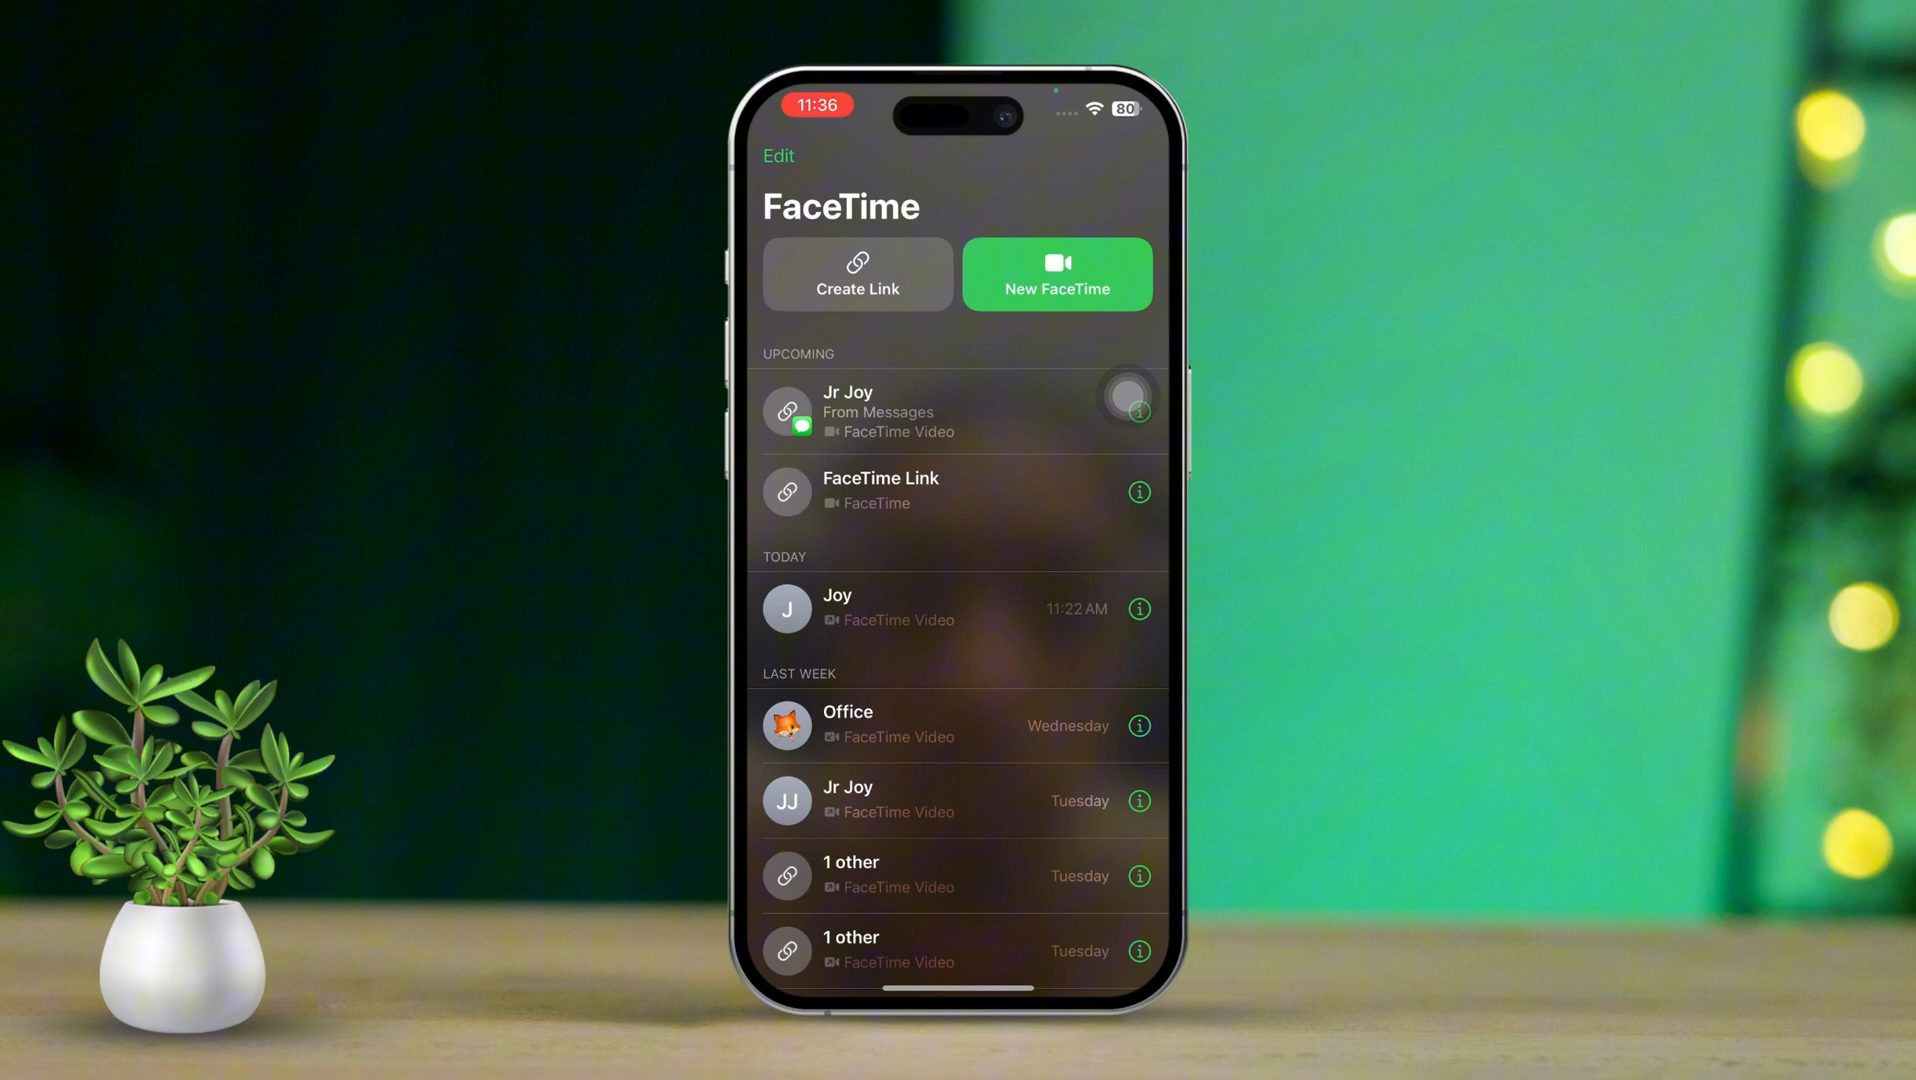 11:36
80
Edit
FaceTime
Create Link
New FaceTime
UPCOMING
Jr Joy
From Messages
FaceTime Video
FaceTime Link
FaceTime
TODAY
Joy
J
11:22 AM
FaceTime Video
LAST WEEK
Office
Wednesday
FaceTime Video
Jr Joy
JJ
Tuesday
FaceTime Video
1 other
Tuesday
FaceTime Video
1 other
Tuesday
FaceTime Video